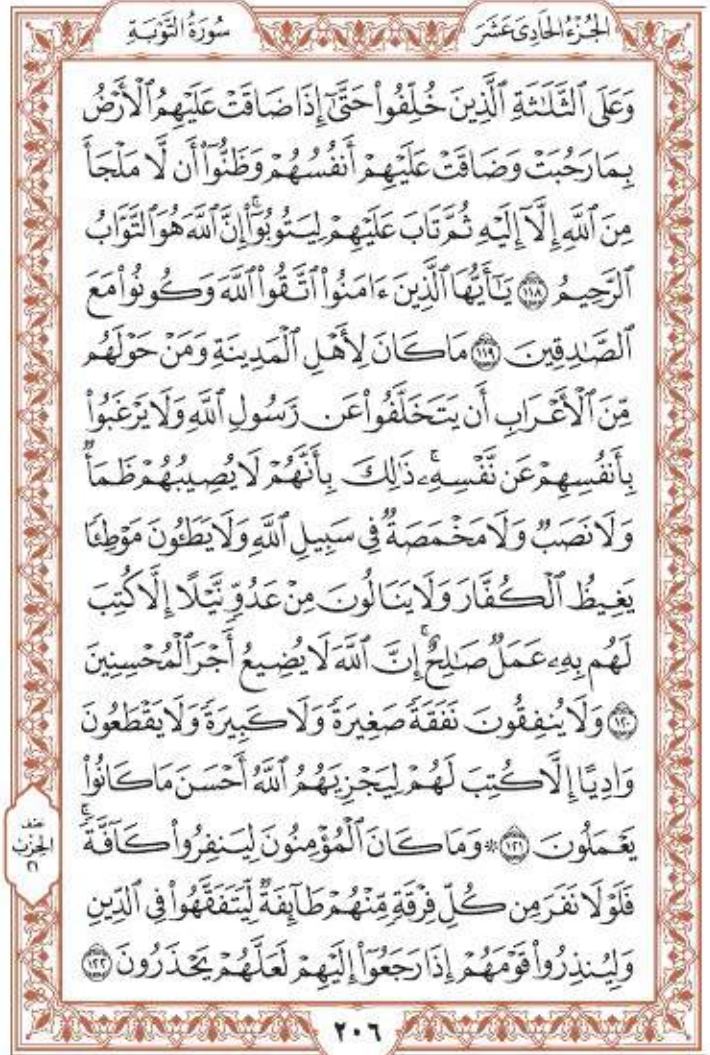 الجزء الحادي عشر
سورة التوبة
وَعَلَى ٱلثَّلَٰثَةِ ٱلَّذِينَ خُلِّفُوا۟ حَتَّىٰٓ إِذَا ضَاقَتْ عَلَيْهِمُ ٱلْأَرْضُ
بِمَا رَحُبَتْ وَضَاقَتْ عَلَيْهِمْ أَنفُسُهُمْ وَظَنُّوٓا۟ أَن لَّا مَلْجَأَ
مِنَ ٱللَّهِ إِلَّآ إِلَيْهِ ثُمَّ تَابَ عَلَيْهِمْ لِيَتُوبُوٓا۟ ۚ إِنَّ ٱللَّهَ هُوَ ٱلتَّوَّابُ
ٱلرَّحِيمُ ١١٨ يَٰٓأَيُّهَا ٱلَّذِينَ ءَامَنُوا۟ ٱتَّقُوا۟ ٱللَّهَ وَكُونُوا۟ مَعَ
ٱلصَّٰدِقِينَ ١١٩ مَا كَانَ لِأَهْلِ ٱلْمَدِينَةِ وَمَنْ حَوْلَهُم
مِّنَ ٱلْأَعْرَابِ أَن يَتَخَلَّفُوا۟ عَن رَّسُولِ ٱللَّهِ وَلَا يَرْغَبُوا۟
بِأَنفُسِهِمْ عَن نَّفْسِهِۦ ۚ ذَٰلِكَ بِأَنَّهُمْ لَا يُصِيبُهُمْ ظَمَأٌ
وَلَا نَصَبٌ وَلَا مَخْمَصَةٌ فِى سَبِيلِ ٱللَّهِ وَلَا يَطَـُٔونَ مَوْطِئًا
يَغِيظُ ٱلْكُفَّارَ وَلَا يَنَالُونَ مِنْ عَدُوٍّ نَّيْلًا إِلَّا كُتِبَ
لَهُم بِهِۦ عَمَلٌ صَٰلِحٌ ۚ إِنَّ ٱللَّهَ لَا يُضِيعُ أَجْرَ ٱلْمُحْسِنِينَ
١٢٠ وَلَا يُنفِقُونَ نَفَقَةً صَغِيرَةً وَلَا كَبِيرَةً وَلَا يَقْطَعُونَ
وَادِيًا إِلَّا كُتِبَ لَهُمْ لِيَجْزِيَهُمُ ٱللَّهُ أَحْسَنَ مَا كَانُوا۟
يَعْمَلُونَ ١٢١ ۞ وَمَا كَانَ ٱلْمُؤْمِنُونَ لِيَنفِرُوا۟ كَآفَّةً ۚ
فَلَوْلَا نَفَرَ مِن كُلِّ فِرْقَةٍ مِّنْهُمْ طَآئِفَةٌ لِّيَتَفَقَّهُوا۟ فِى ٱلدِّينِ
وَلِيُنذِرُوا۟ قَوْمَهُمْ إِذَا رَجَعُوٓا۟ إِلَيْهِمْ لَعَلَّهُمْ يَحْذَرُونَ ١٢٢
الحزب
٢١
٢٠٦